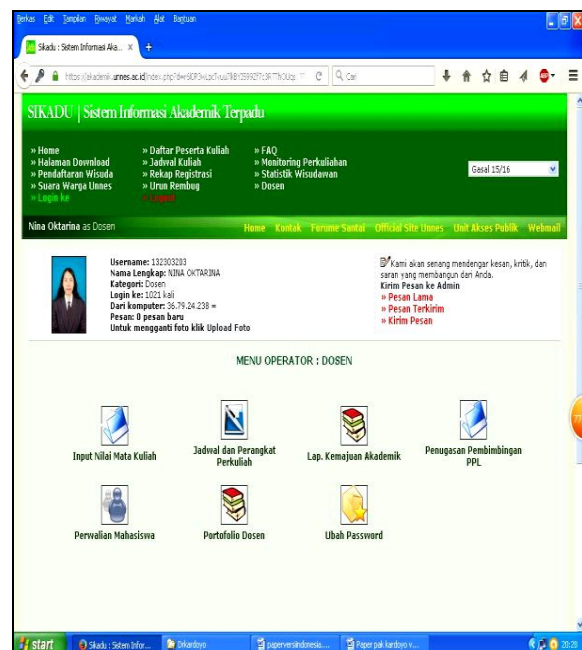 Berkas Edit Tampilan Riwayat Markah Alat Bantuan
Sikadu : Sistem Informasi Aka...
Cari
SIKADU | Sistem Informasi Akademik Terpadu
» Home
» Halaman Download
» Pendaftaran Wisuda
» Suara Warga Unnes
» Login ke
» Daftar Peserta Kuliah
» Jadwal Kuliah
» Rekap Registrasi
» Urun Rembug
» Logout
» FAQ
» Monitoring Perkuliahan
» Statistik Wisudawan
» Dosen
Gasal 15/16
Nina Oktarina as Dosen
Home Kontak Forume Santai Official Site Unnes Unit Akses Publik Webmail
Username: 132303203
Nama Lengkap: NINA OKTARINA
Kategori: Dosen
Login ke: 1021 kali
Dari komputer: 36.79.24.238 =
Pesan: 0 pesan baru
Untuk mengganti foto klik Upload Foto
Kami akan senang mendengar kesan, kritik, dan
saran yang membangun dari Anda.
Kirim Pesan ke Admin
» Pesan Lama
» Pesan Terkirim
» Kirim Pesan
MENU OPERATOR : DOSEN
Input Nilai Mata Kuliah
Jadwal dan Perangkat
Perkuliah
Lap. Kemajuan Akademik
Penugasan Pembimbingan
PPL
Perwalian Mahasiswa
Portofolio Dosen
Ubah Password
start
Sikadu : Sistem Infor...
Drkardoyo
paperversindonesia....
Paper pak kardoyo v...
20:20